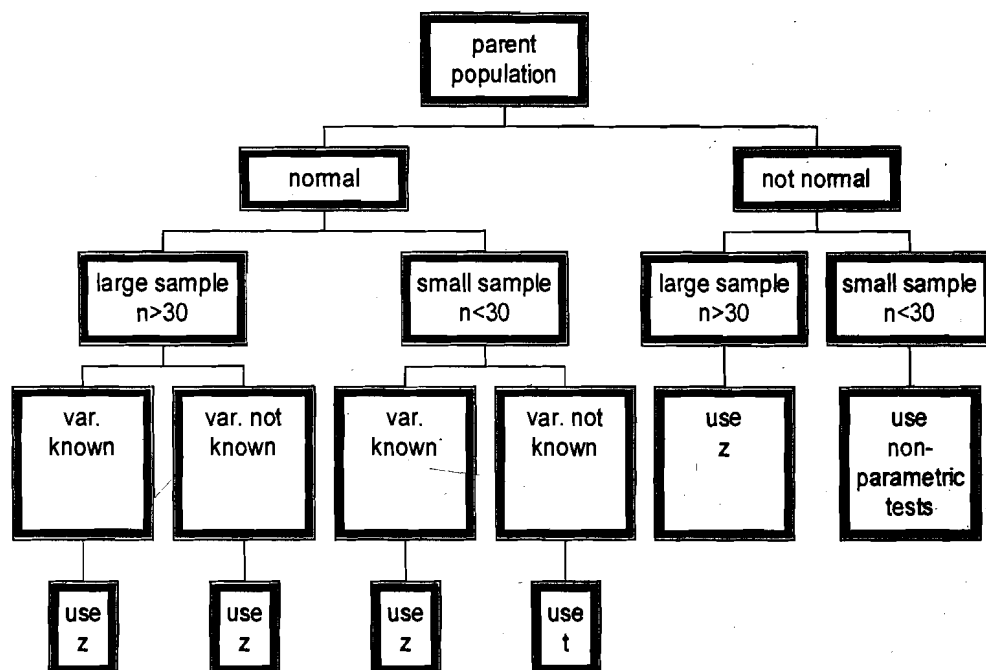 parent
population
normal
not normal
large sample
n>30
small sample
n<30
large sample
n>30
small sample
n<30
var.
known
var. not
known
var.
known
var. not
known
use
z
use
non-
parametric
tests
use
z
use
z
use
z
use
t